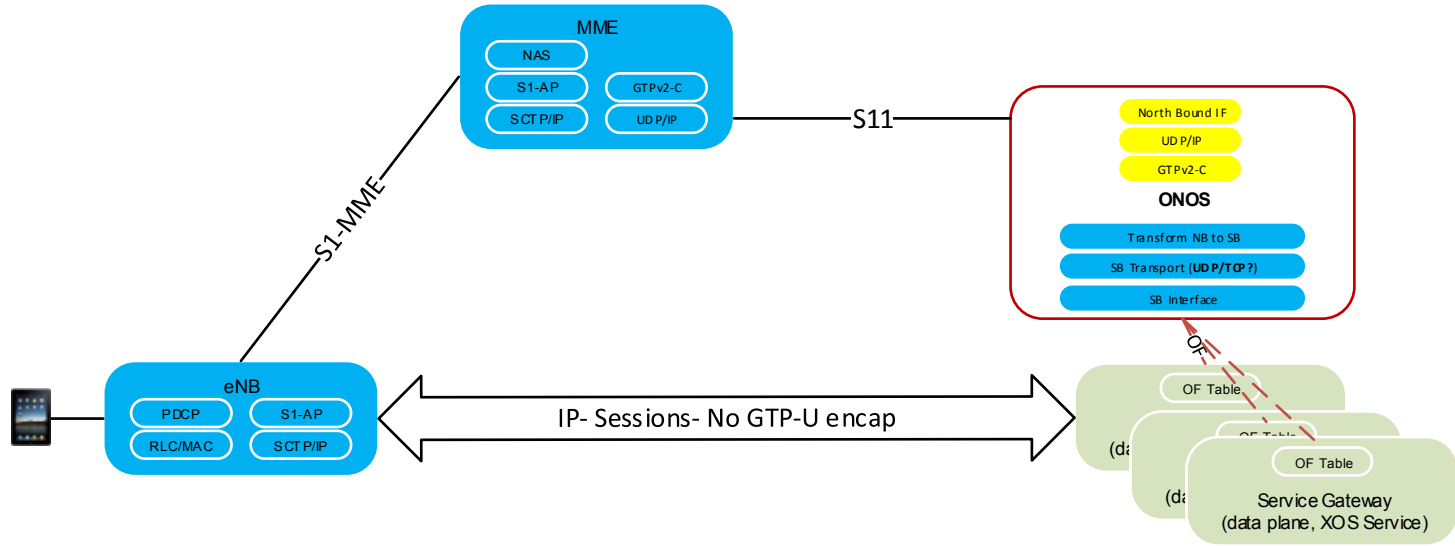 MME
NAS
S1-AP
GTPv2-C
SCTP/IP
UDP/IP
S1-MME
S11
North Bound IF
UDP/IP
GTPv2-C
ONOS
Transform NB to SB
SB Transport (UDP/TCP?)
SB Interface
OF
eNB
PDCP
S1-AP
RLC/MAC
SCTP/IP
IP- Sessions- No GTP-U encap
OF Table
(da
OF Table
(da
OF Table
Service Gateway
(data plane, XOS Service)